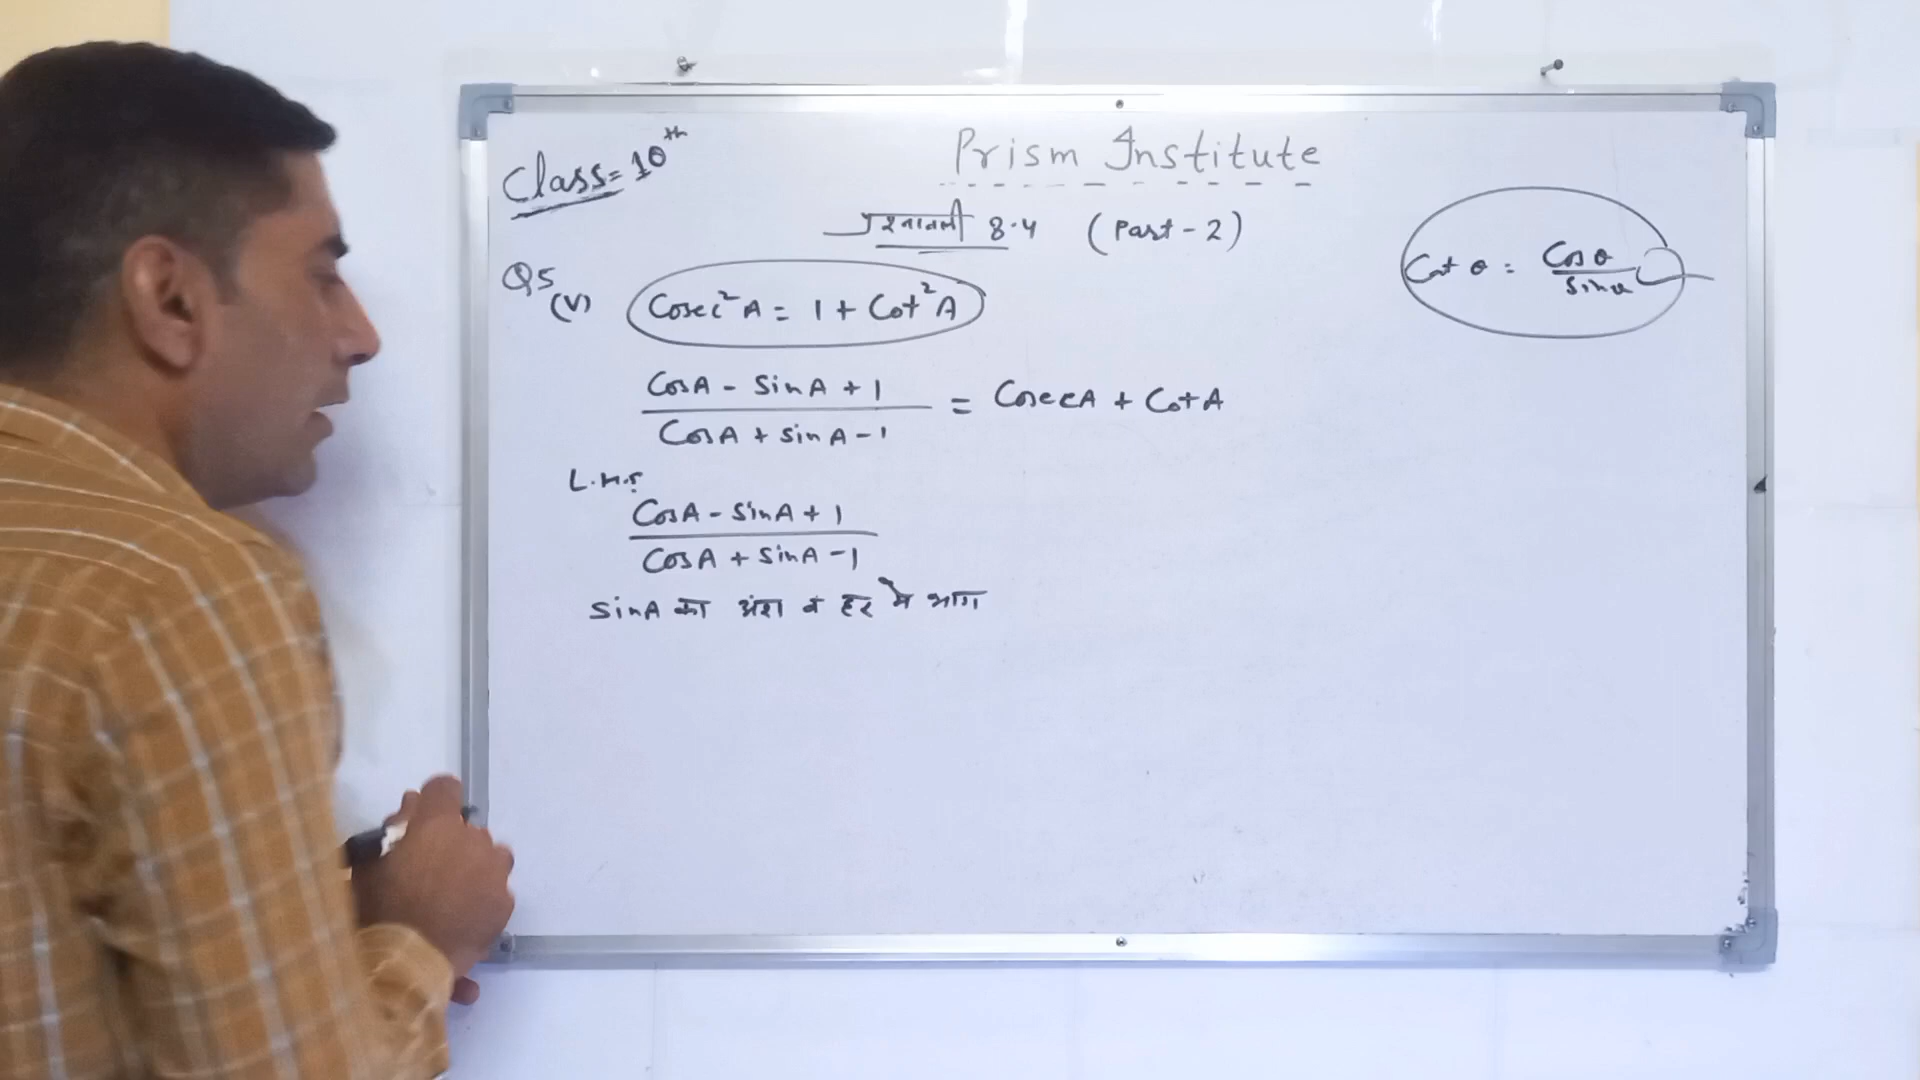 Class = 10th
Prism Institute
प्रश्नावली 8.4 (Part - 2)
Cot θ = Cos θ / Sin θ
Q5 (V) Cosec²A = 1 + Cot²A
CosA - SinA + 1 / CosA + sinA - 1 = CosecA + CotA
L.H.S
CosA - SinA + 1
CosA + SinA - 1
SinA का अंश व हर में भाग